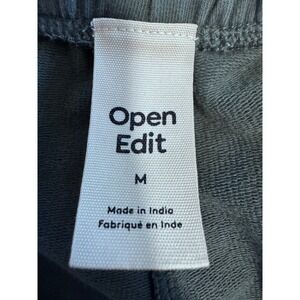 Open
Edit
M
Made in India
Fabriqué en Inde